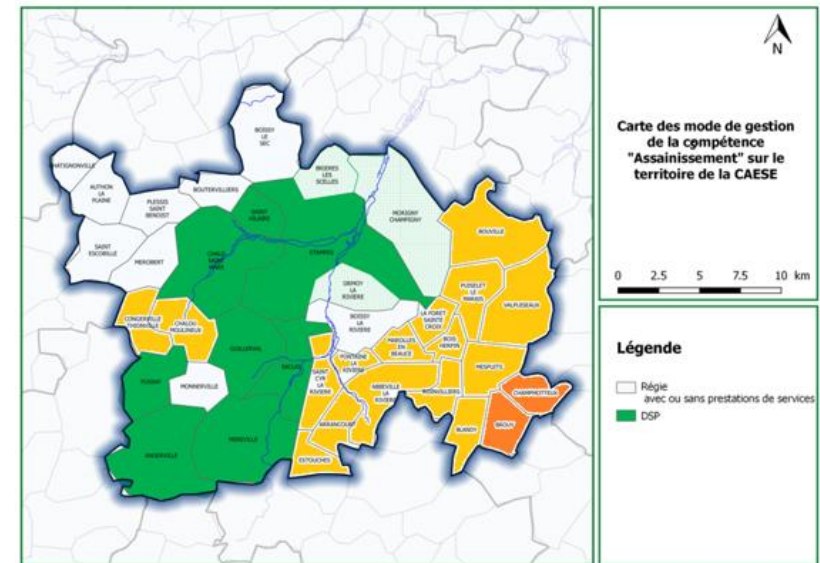 BOISSY
LE
SEC
CHATIGNONVILLE
AUTHON
LA
PLAINE
PLESSIS
SAINT
BENOIST
BOUTERVILLIERS
BRIERES
LES
SCELLES
MORIGNY
CHAMPIGNY
SAINT
HILAIRE
SAINT
ESCOBILLE
MEROBERT
CHALO
SAINT
MARS
ETAMPES
BOUVILLE
ORMOY
LA
RIVIERE
PUISELET
LE
MARAIS
VALPUISEAUX
CONGERVILLE
THIONVILLE
CHALOU
MOULINEUX
BOISSY
LA
RIVIERE
LA FORET
SAINTE
CROIX
BOIS
HERPIN
MAROLLES
EN
BEAUCE
GUILLERVAL
SACLAS
FONTAINE
LA
RIVIERE
SAINT
CYR
LA
RIVIERE
MESPUITS
PUSSAY
MONNERVILLE
ABBEVILLE
LA
RIVIERE
ROINVILLIERS
CHAMPMOTTEUX
BROUY
BLANDY
ARRANCOURT
MEREVILLE
ANGERVILLE
ESTOUCHES
N
Carte des mode de gestion
de la compétence
"Assainissement" sur le
territoire de la CAESE
0 2.5 5 7.5 10 km
Légende
Régie
avec ou sans prestations de services
DSP